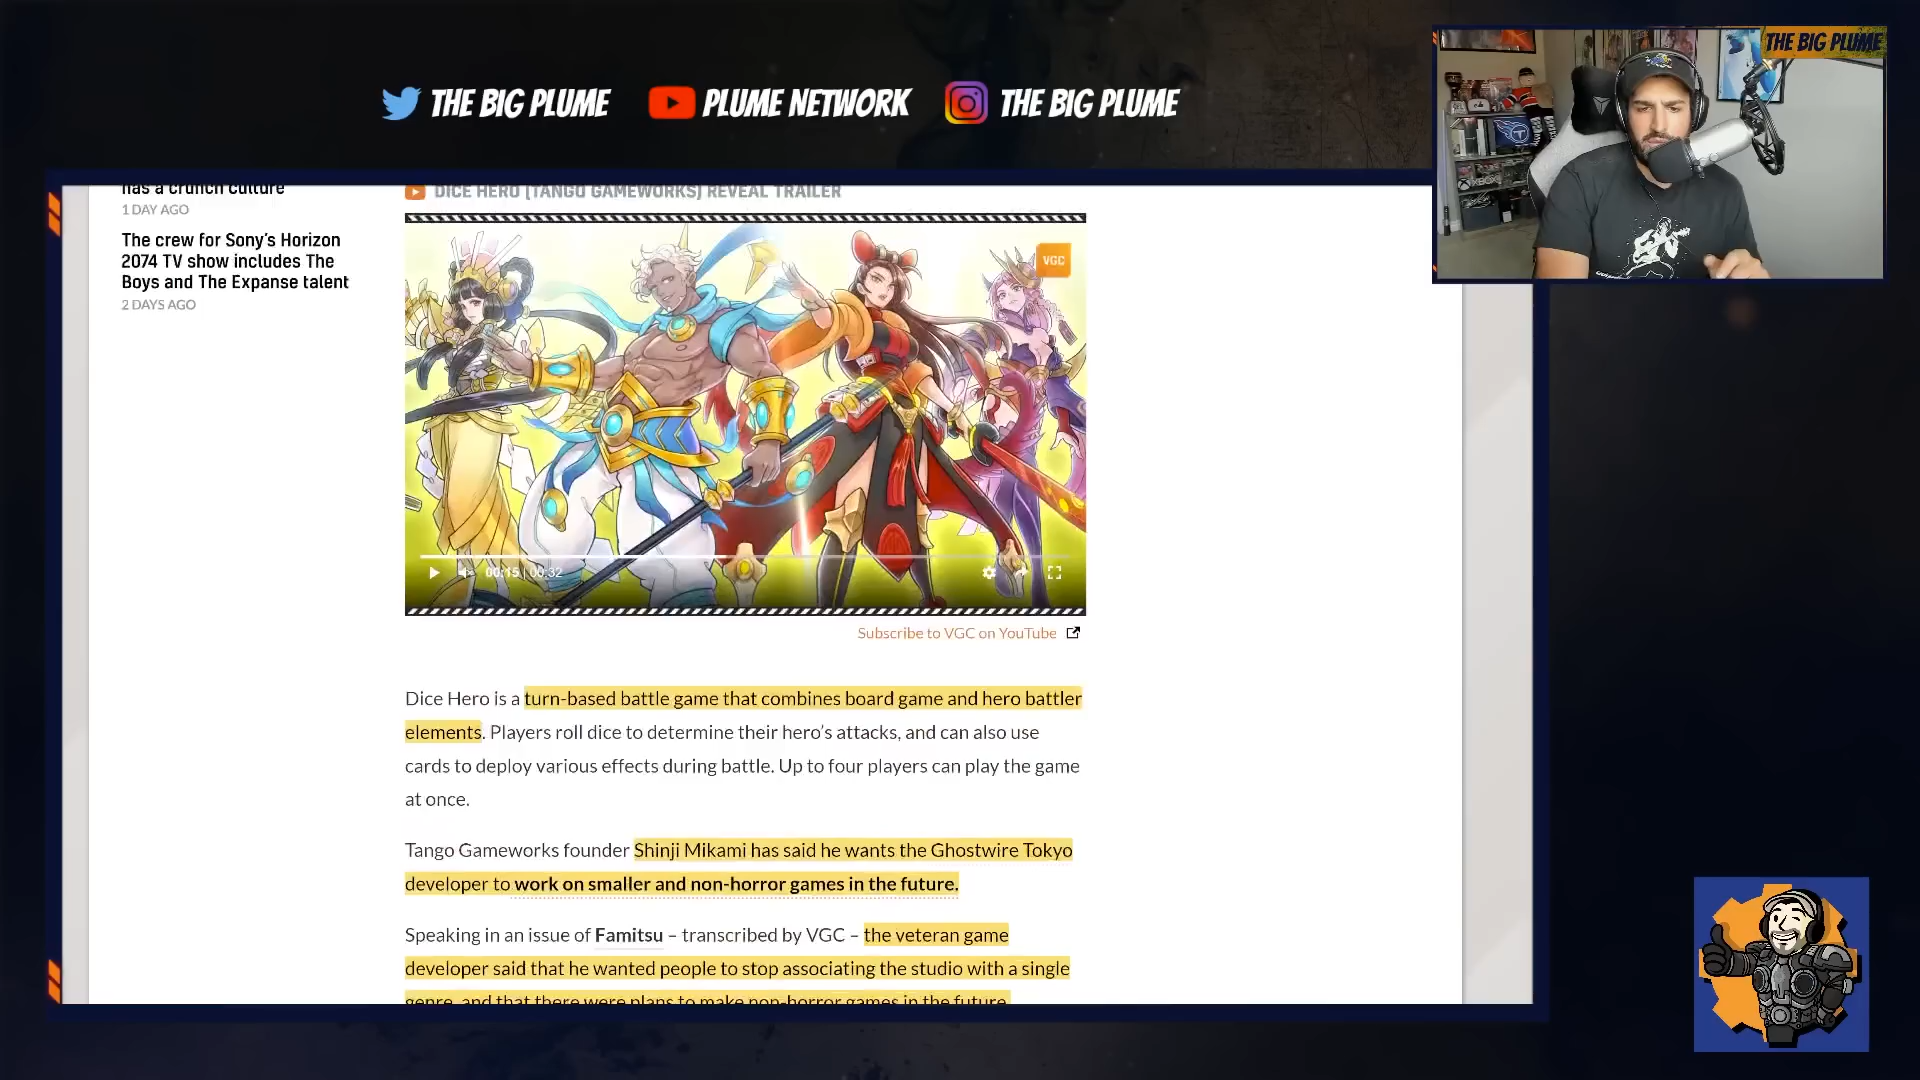 THE BIG PLUME
PLUME NETWORK
THE BIG PLUME
THE BIG PLUME
XBOX
has a crunch culture
1 DAY AGO
The crew for Sony's Horizon
2074 TV show includes The
Boys and The Expanse talent
2 DAYS AGO
DICE HERO [TANGO GAMEWORKS] REVEAL TRAILER
VGC
00:15 | 00:32
Subscribe to VGC on YouTube
Dice Hero is a turn-based battle game that combines board game and hero battler
elements. Players roll dice to determine their hero's attacks, and can also use
cards to deploy various effects during battle. Up to four players can play the game
at once.
Tango Gameworks founder Shinji Mikami has said he wants the Ghostwire Tokyo
developer to work on smaller and non-horror games in the future.
Speaking in an issue of Famitsu – transcribed by VGC – the veteran game
developer said that he wanted people to stop associating the studio with a single
genre, and that there were plans to make non-horror games in the future.